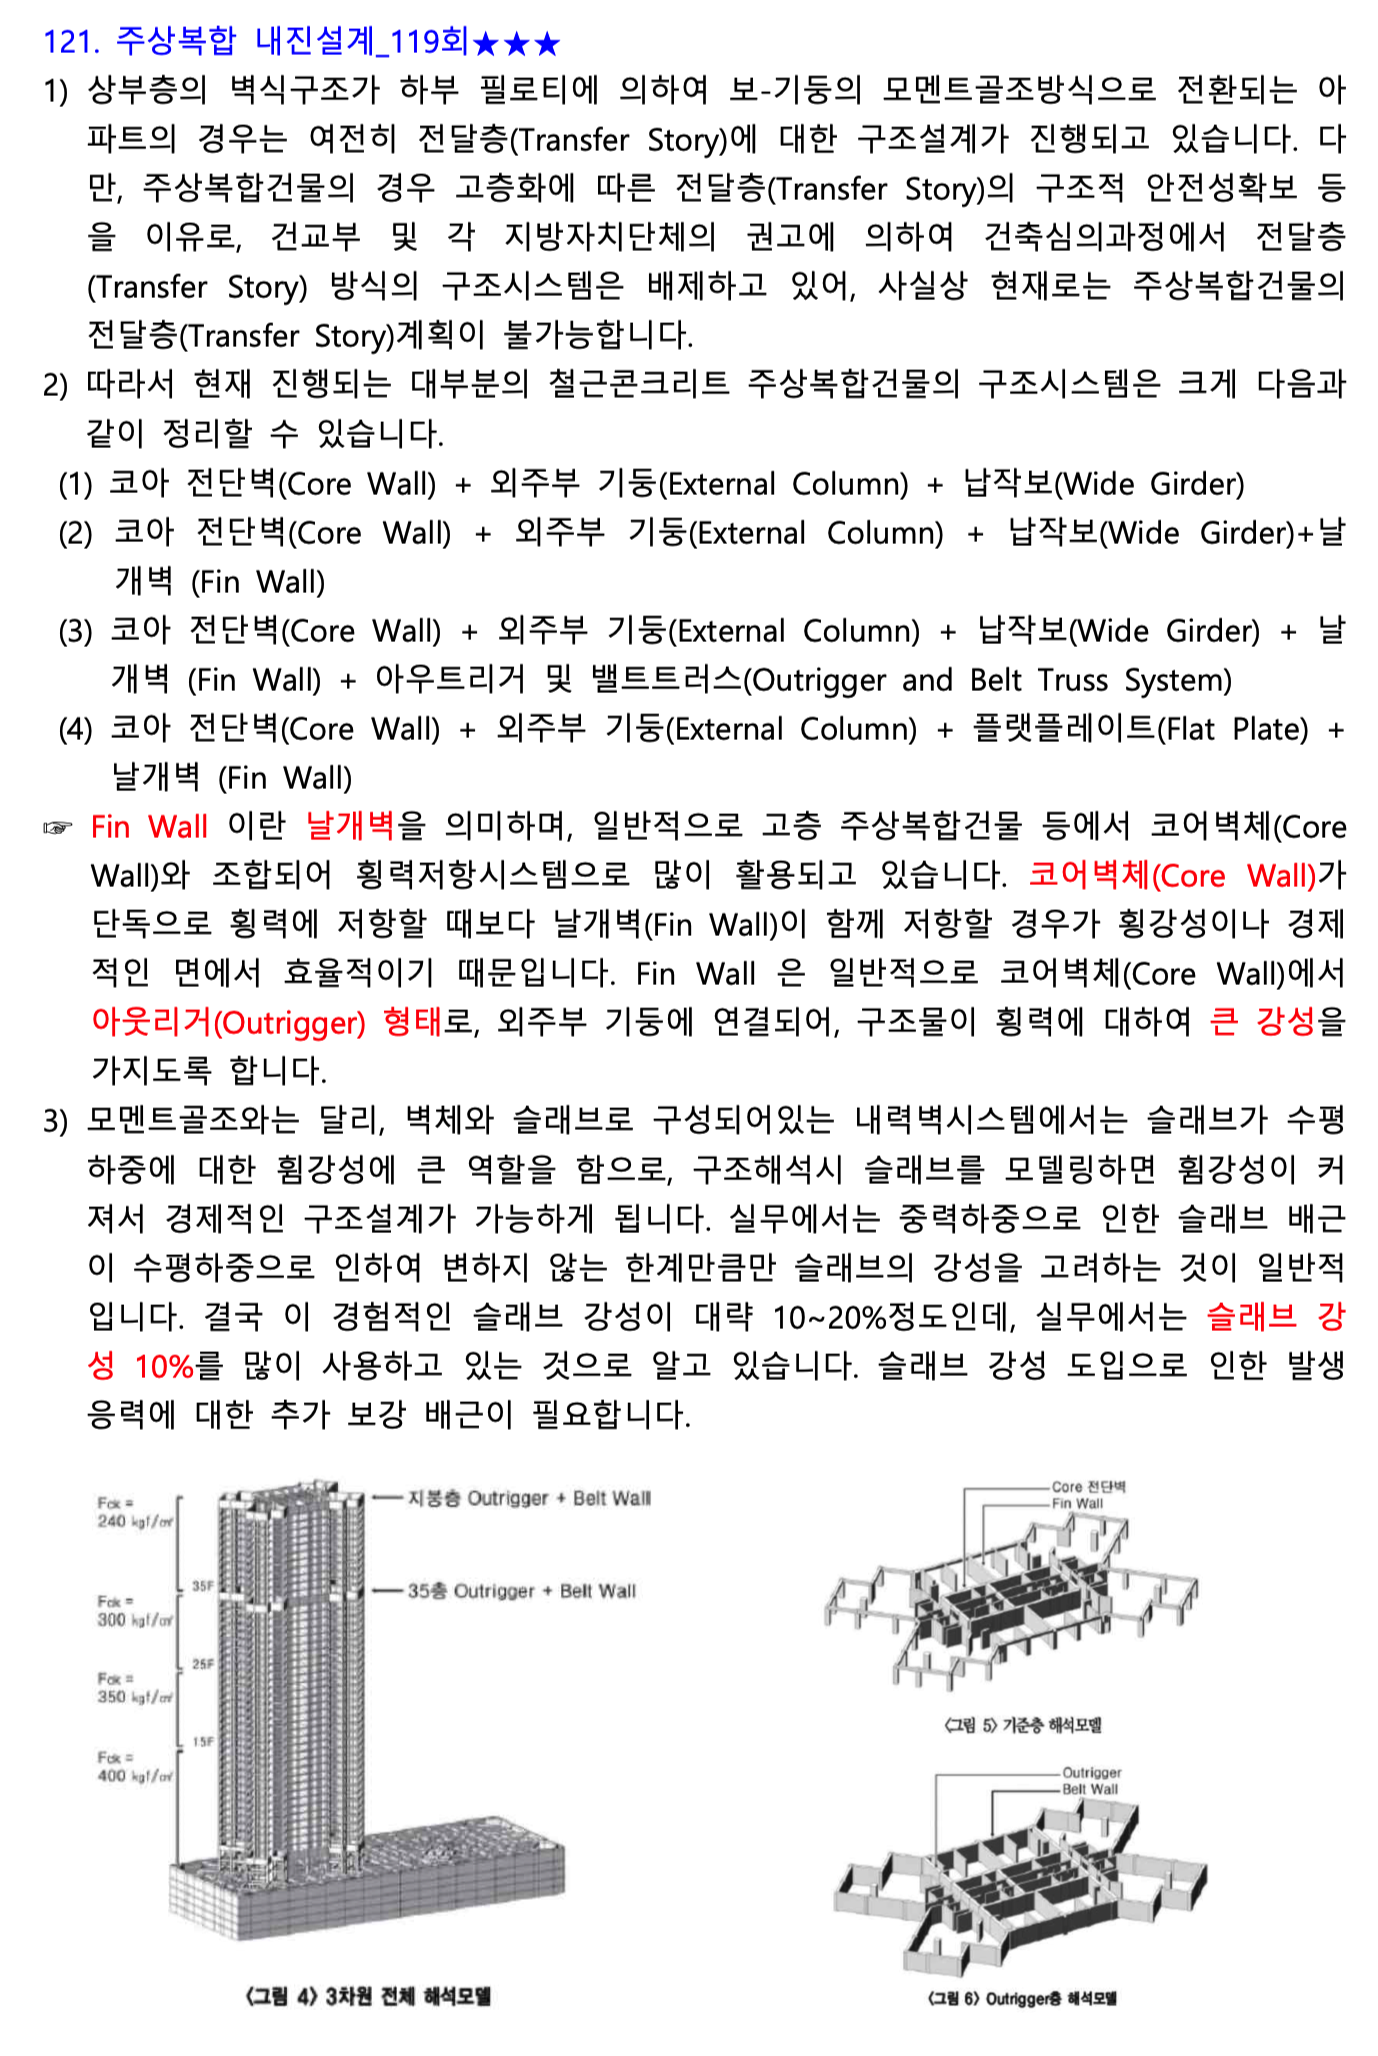 121. 주상복합 내진설계_119회★★★
1) 상부층의 벽식구조가 하부 필로티에 의하여 보-기둥의 모멘트골조방식으로 전환되는 아
파트의 경우는 여전히 전달층(Transfer Story)에 대한 구조설계가 진행되고 있습니다. 다
만, 주상복합건물의 경우 고층화에 따른 전달층(Transfer Story)의 구조적 안전성확보 등
을 이유로, 건교부 및 각 지방자치단체의 권고에 의하여 건축심의과정에서 전달층
(Transfer Story) 방식의 구조시스템은 배제하고 있어, 사실상 현재로는 주상복합건물의
전달층(Transfer Story)계획이 불가능합니다.
2) 따라서 현재 진행되는 대부분의 철근콘크리트 주상복합건물의 구조시스템은 크게 다음과
같이 정리할 수 있습니다.
(1) 코아 전단벽(Core Wall) + 외주부 기둥(External Column) + 납작보(Wide Girder)
(2) 코아 전단벽(Core Wall) + 외주부 기둥(External Column) + 납작보(Wide Girder)+날
개벽 (Fin Wall)
(3) 코아 전단벽(Core Wall) + 외주부 기둥(External Column) + 납작보(Wide Girder) + 날
개벽 (Fin Wall) + 아우트리거 및 밸트트러스(Outrigger and Belt Truss System)
(4) 코아 전단벽(Core Wall) + 외주부 기둥(External Column) + 플랫플레이트(Flat Plate) +
날개벽 (Fin Wall)
☞ Fin Wall 이란 날개벽을 의미하며, 일반적으로 고층 주상복합건물 등에서 코어벽체(Core
Wall)와 조합되어 횡력저항시스템으로 많이 활용되고 있습니다. 코어벽체(Core Wall)가
단독으로 횡력에 저항할 때보다 날개벽(Fin Wall)이 함께 저항할 경우가 횡강성이나 경제
적인 면에서 효율적이기 때문입니다. Fin Wall 은 일반적으로 코어벽체(Core Wall)에서
아웃리거(Outrigger) 형태로, 외주부 기둥에 연결되어, 구조물이 횡력에 대하여 큰 강성을
가지도록 합니다.
3) 모멘트골조와는 달리, 벽체와 슬래브로 구성되어있는 내력벽시스템에서는 슬래브가 수평
하중에 대한 휨강성에 큰 역할을 함으로, 구조해석시 슬래브를 모델링하면 휨강성이 커
져서 경제적인 구조설계가 가능하게 됩니다. 실무에서는 중력하중으로 인한 슬래브 배근
이 수평하중으로 인하여 변하지 않는 한계만큼만 슬래브의 강성을 고려하는 것이 일반적
입니다. 결국 이 경험적인 슬래브 강성이 대략 10~20%정도인데, 실무에서는 슬래브 강
성 10%를 많이 사용하고 있는 것으로 알고 있습니다. 슬래브 강성 도입으로 인한 발생
응력에 대한 추가 보강 배근이 필요합니다.
Fck =
240 kgf/㎠
지붕층 Outrigger + Belt Wall
35F
35층 Outrigger + Belt Wall
Fck =
300 kgf/㎠
25F
Fck =
350 kgf/㎠
15F
Fck =
400 kgf/㎠
〈그림 4〉 3차원 전체 해석모델
Core 전단벽
Fin Wall
〈그림 5〉 기준층 해석모델
Outrigger
Belt Wall
〈그림 6〉 Outrigger층 해석모델